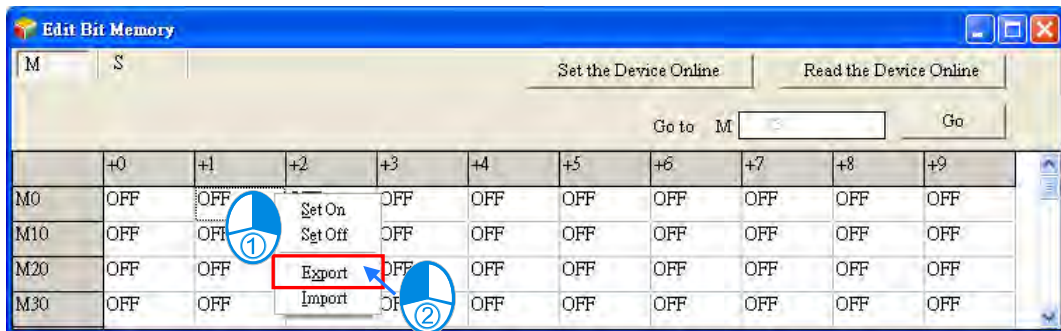 Edit Bit Memory
M S
Set the Device Online Read the Device Online
Go to M Go
+0 +1 +2 +3 +4 +5 +6 +7 +8 +9
M0 OFF OFF OFF OFF OFF OFF OFF OFF OFF
Set On
M10 OFF OFF OFF OFF OFF OFF OFF OFF OFF
Set Off
1
M20 OFF OFF OFF OFF OFF OFF OFF OFF OFF
Export
M30 OFF OFF OFF OFF OFF OFF OFF OFF
Import
2